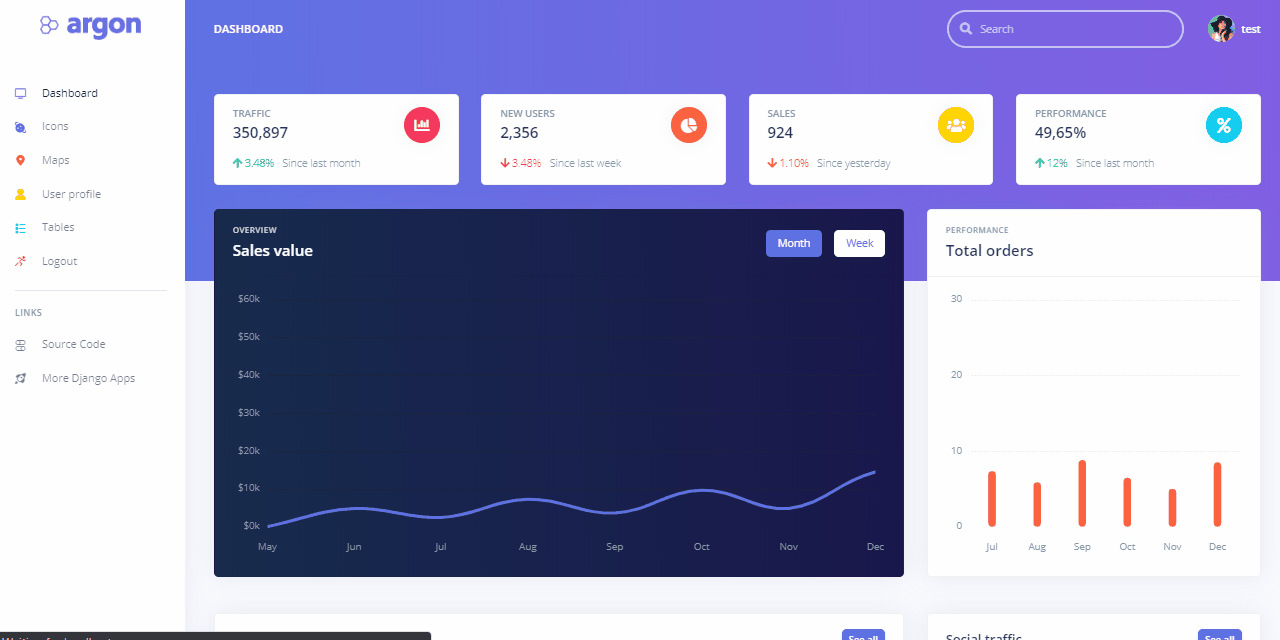 argon
Dashboard
Icons
Maps
User profile
Tables
Logout
LINKS
Source Code
More Django Apps
DASHBOARD
Search
test
TRAFFIC
350,897
3.48% Since last month
NEW USERS
2,356
3.48% Since last week
SALES
924
1.10% Since yesterday
PERFORMANCE
49,65%
12% Since last month
OVERVIEW
Sales value
Month
Week
$60k
$50k
$40k
$30k
$20k
$10k
$0k
May Jun Jul Aug Sep Oct Nov Dec
PERFORMANCE
Total orders
30
20
10
0
Jul Aug Sep Oct Nov Dec
See all
Social traffic
See all